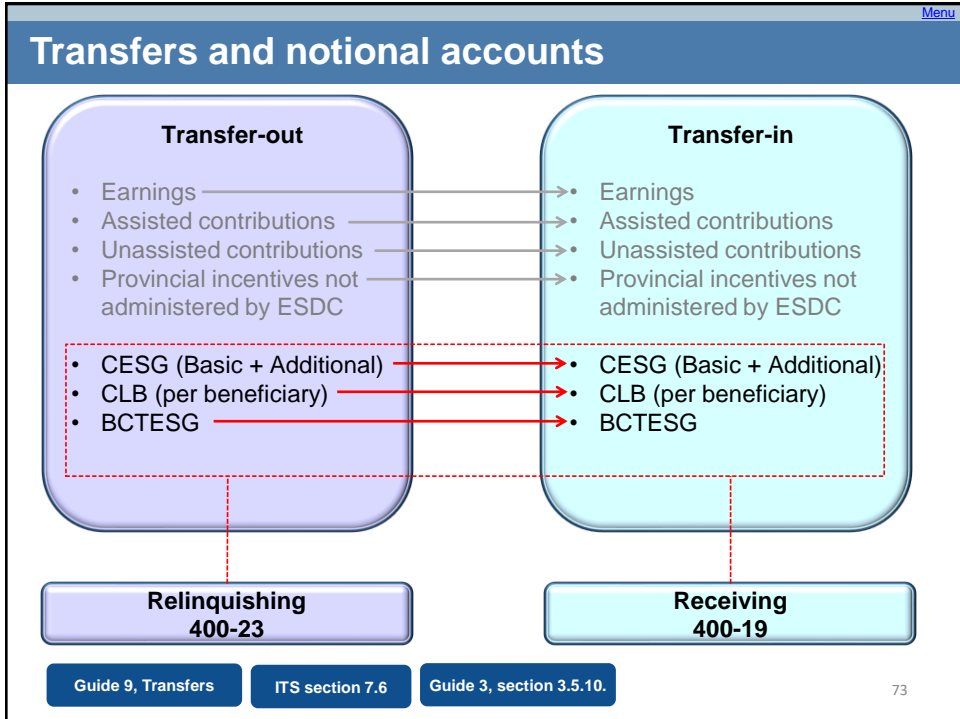 Menu
Transfers and notional accounts
Transfer-out
• Earnings
• Assisted contributions
• Unassisted contributions
• Provincial incentives not
administered by ESDC
• CESG (Basic + Additional)
• CLB (per beneficiary)
• BCTESG
Transfer-in
• Earnings
• Assisted contributions
• Unassisted contributions
• Provincial incentives not
administered by ESDC
• CESG (Basic + Additional)
• CLB (per beneficiary)
• BCTESG
Relinquishing
400-23
Receiving
400-19
Guide 9, Transfers
ITS section 7.6
Guide 3, section 3.5.10.
73